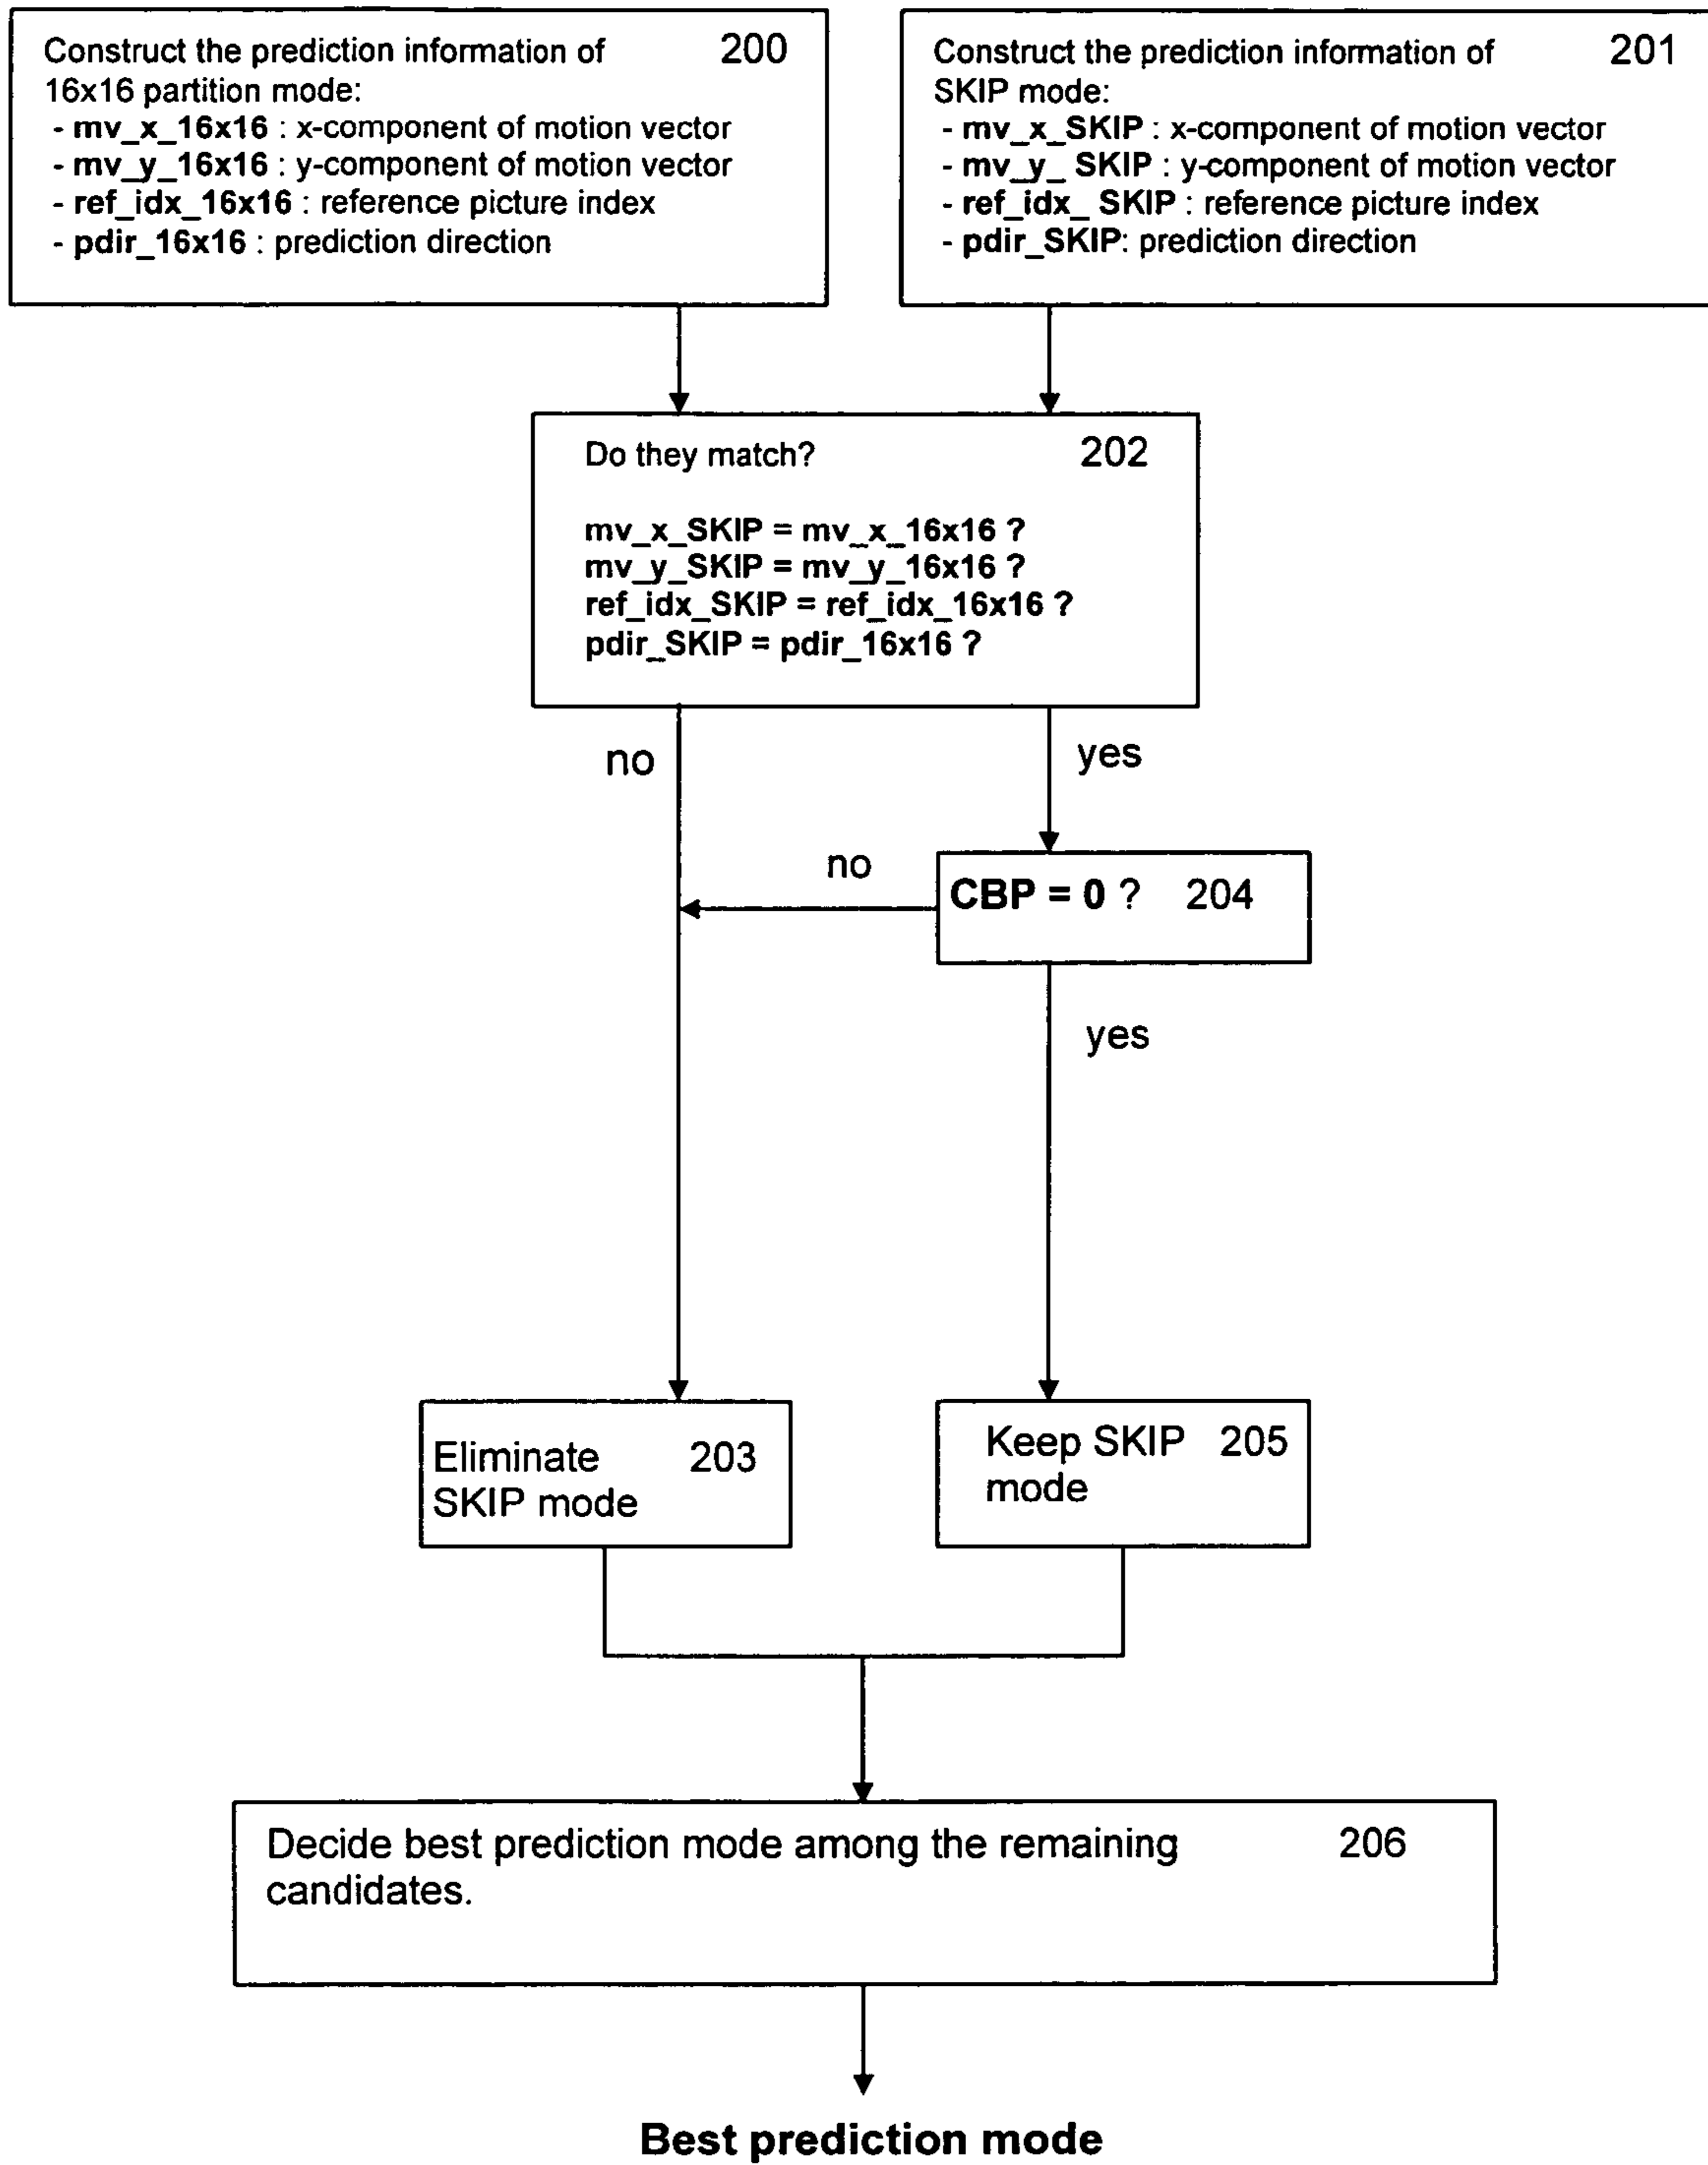 Construct the prediction information of 200
16x16 partition mode:
- mv_x_16x16 : x-component of motion vector
- mv_y_16x16 : y-component of motion vector
- ref_idx_16x16 : reference picture index
- pdir_16x16 : prediction direction
Construct the prediction information of 201
SKIP mode:
- mv_x_SKIP : x-component of motion vector
- mv_y_ SKIP : y-component of motion vector
- ref_idx_ SKIP : reference picture index
- pdir_SKIP: prediction direction
Do they match? 202
mv_x_SKIP = mv_x_16x16 ?
mv_y_SKIP = mv_y_16x16 ?
ref_idx_SKIP = ref_idx_16x16 ?
pdir_SKIP = pdir_16x16 ?
no
yes
no
CBP = 0 ? 204
yes
Eliminate 203
SKIP mode
Keep SKIP 205
mode
Decide best prediction mode among the remaining 206
candidates.
Best prediction mode